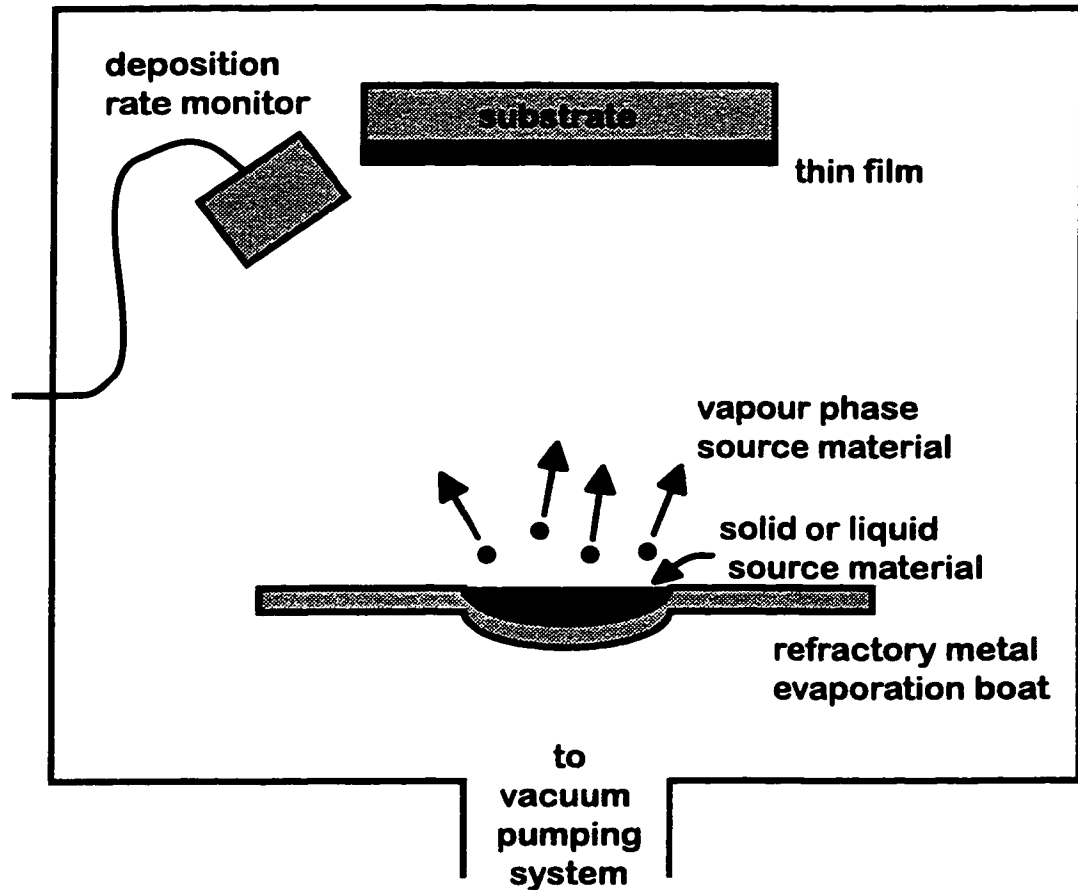 deposition
rate monitor
substrate
thin film
vapour phase
source material
solid or liquid
source material
refractory metal
evaporation boat
to
vacuum
pumping
system